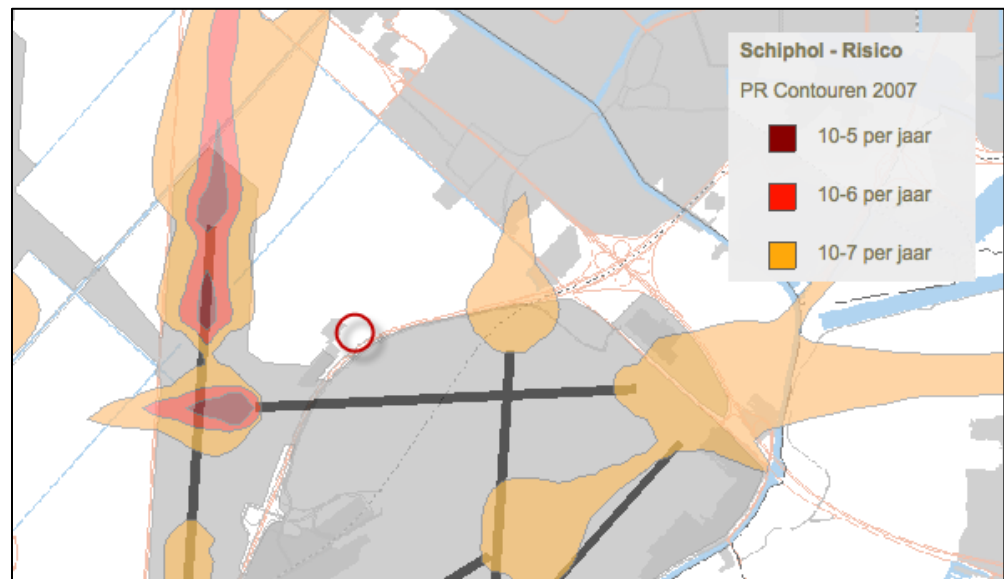 Schiphol - Risico
PR Contouren 2007
10-5 per jaar
10-6 per jaar
10-7 per jaar